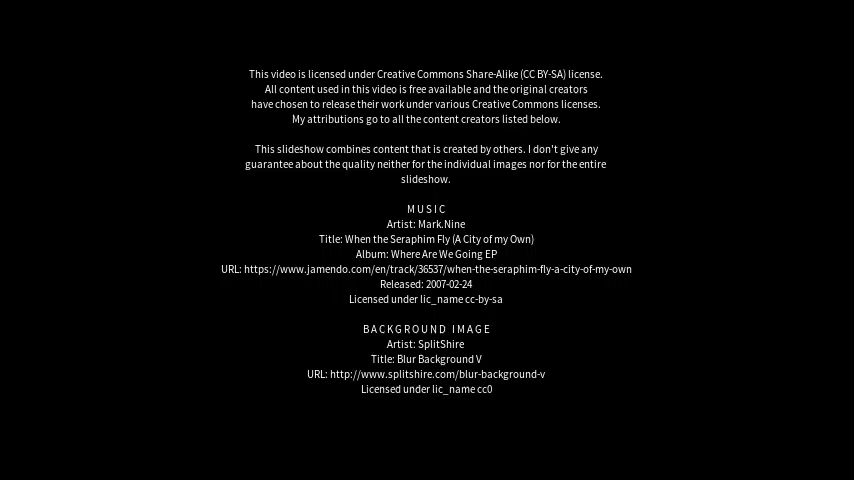 This video is licensed under Creative Commons Share-Alike (CC BY-SA) license.
All content used in this video is free available and the original creators
have chosen to release their work under various Creative Commons licenses.
My attributions go to all the content creators listed below.
This slideshow combines content that is created by others. I don't give any
guarantee about the quality neither for the individual images nor for the entire
slideshow.
MUSIC
Artist: Mark.Nine
Title: When the Seraphim Fly (A City of my Own)
Album: Where Are We Going EP
URL: https://www.jamendo.com/en/track/36537/when-the-seraphim-fly-a-city-of-my-own
Released: 2007-02-24
Licensed under lic_name cc-by-sa
BACKGROUND IMAGE
Artist: SplitShire
Title: Blur Background V
URL: http://www.splitshire.com/blur-background-v
Licensed under lic_name cc0